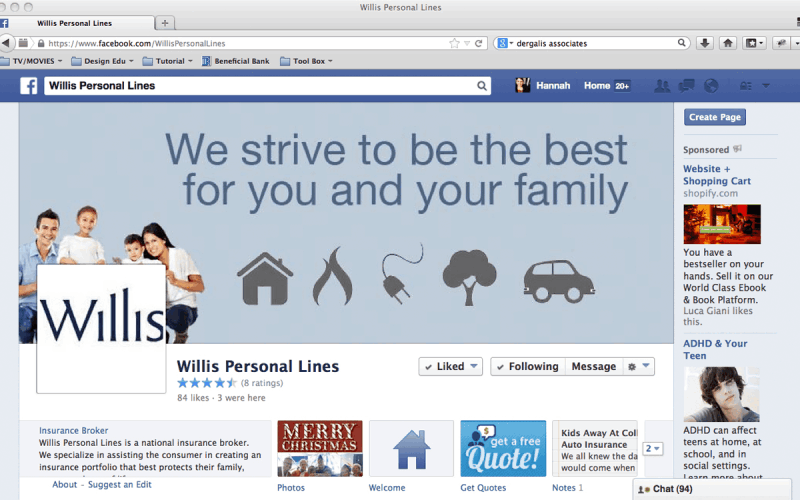 Willis Personal Lines
Willis Personal Lines
https://www.facebook.com/WillisPersonalLines
dergalis associates
TV/MOVIES
Design Edu
Tutorial
Beneficial Bank
Tool Box
Willis Personal Lines
Hannah
Home 20+
We strive to be the best
for you and your family
Create Page
Sponsored
Website +
Shopping Cart
shopify.com
You have a
bestseller on your
hands. Sell it on our
World Class Ebook
& Book Platform.
Luca Giani likes
this.
ADHD & Your
Teen
ADHD can affect
teens at home, at
school, and in
social settings.
Learn more about
Willis
Willis Personal Lines
(8 ratings)
84 likes · 3 were here
Liked
Following
Message
Insurance Broker
Willis Personal Lines is a national insurance broker.
We specialize in assisting the consumer in creating an
insurance portfolio that best protects their family,
About - Suggest an Edit
MERRY
CHRISTMAS
Photos
Welcome
get a free
Quote!
Get Quotes
Kids Away At Coll
Auto Insurance
We all knew the da
would come when
Notes 1
2
Chat (94)